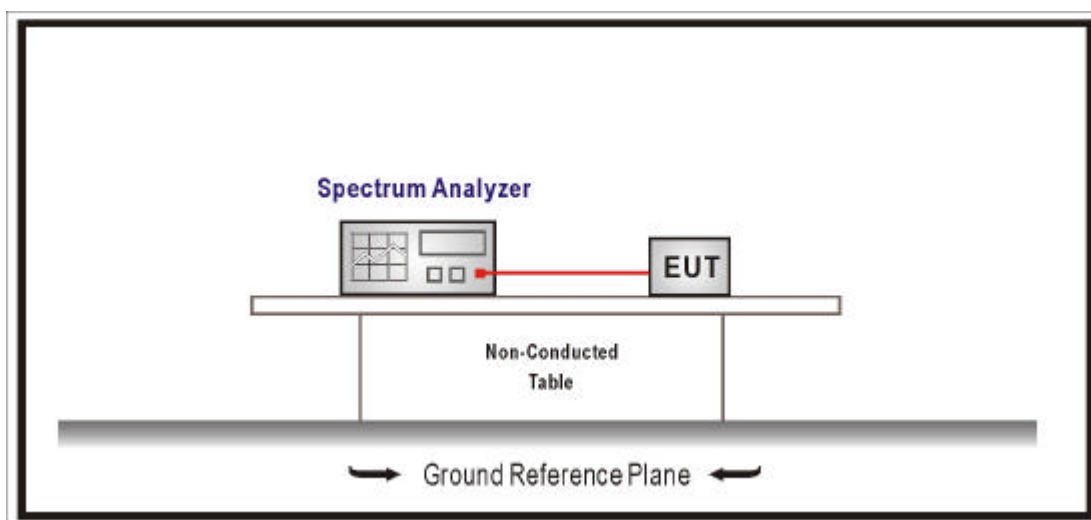 Spectrum Analyzer
EUT
Non-Conducted
Table
Ground Reference Plane